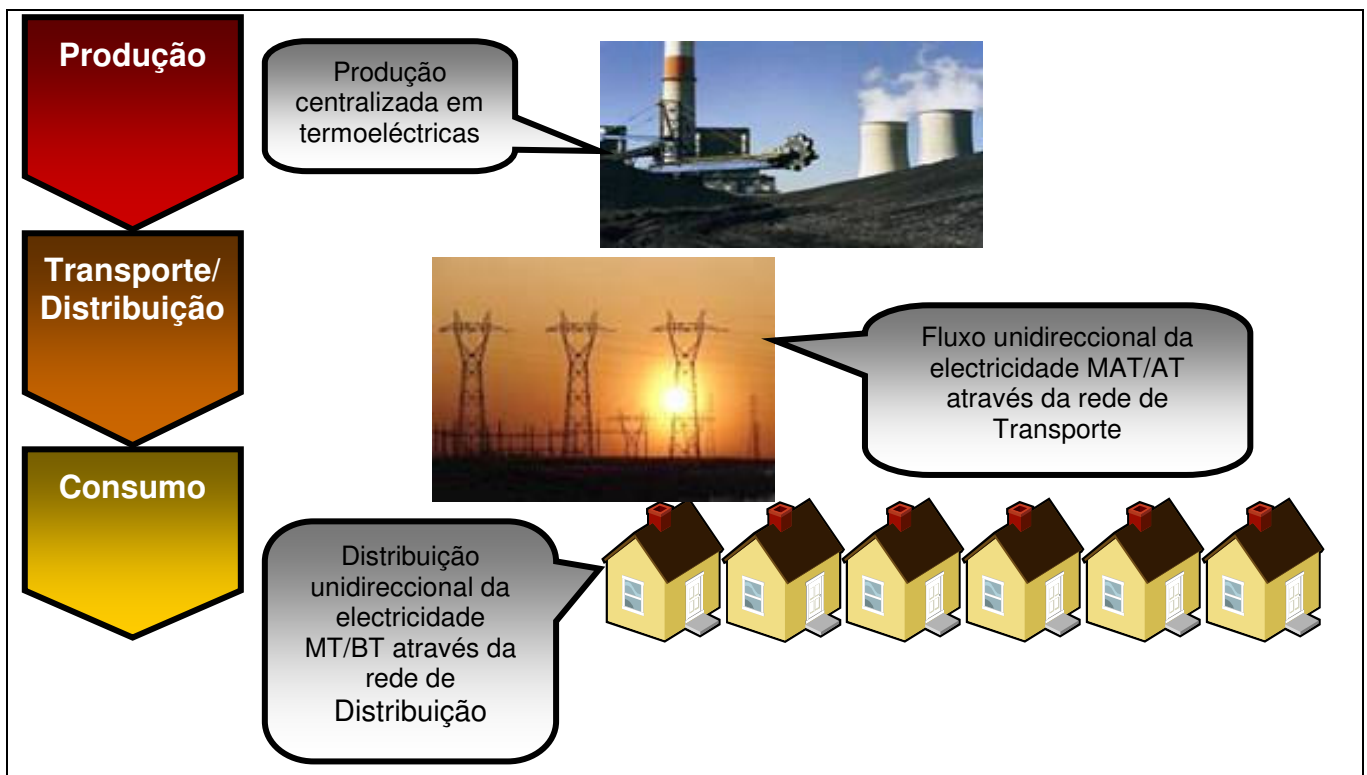 Produção
Produção
centralizada em
termoeléctricas
Transporte/
Distribuição
Fluxo unidireccional da
electricidade MAT/AT
através da rede de
Transporte
Consumo
Distribuição
unidireccional da
electricidade
MT/BT através da
rede de
Distribuição